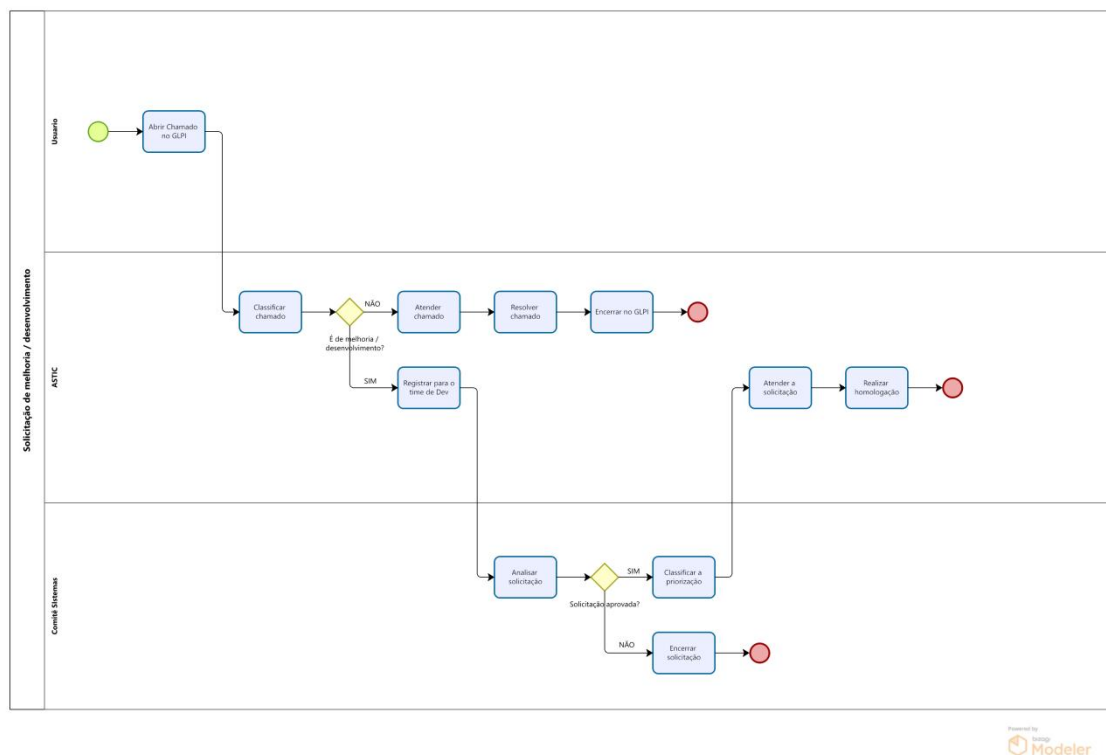 Solicitação de melhoria / desenvolvimento
Usuario
Abrir Chamado
no GLPI
ASTIC
Classificar
chamado
É de melhoria /
desenvolvimento?
NÃO
Atender
chamado
Resolver
chamado
Encerrar no GLPI
SIM
Registrar para o
time de Dev
Atender a
solicitação
Realizar
homologação
Comitê Sistemas
Analisar
solicitação
Solicitação aprovada?
SIM
Classificar a
priorização
NÃO
Encerrar
solicitação
Powered by
bizagi
Modeler